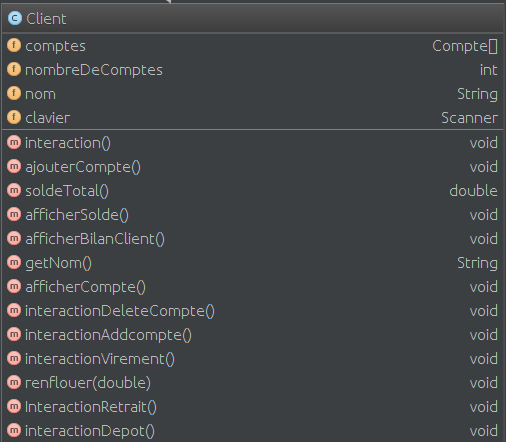 Client
comptes Compte[]
nombreDeComptes int
nom String
clavier Scanner
interaction() void
ajouterCompte() void
soldeTotal() double
afficherSolde() void
afficherBilanClient() void
getNom() String
afficherCompte() void
interactionDeleteCompte() void
interactionAddcompte() void
interactionVirement() void
renflouer(double) void
InteractionRetrait() void
interactionDepot() void